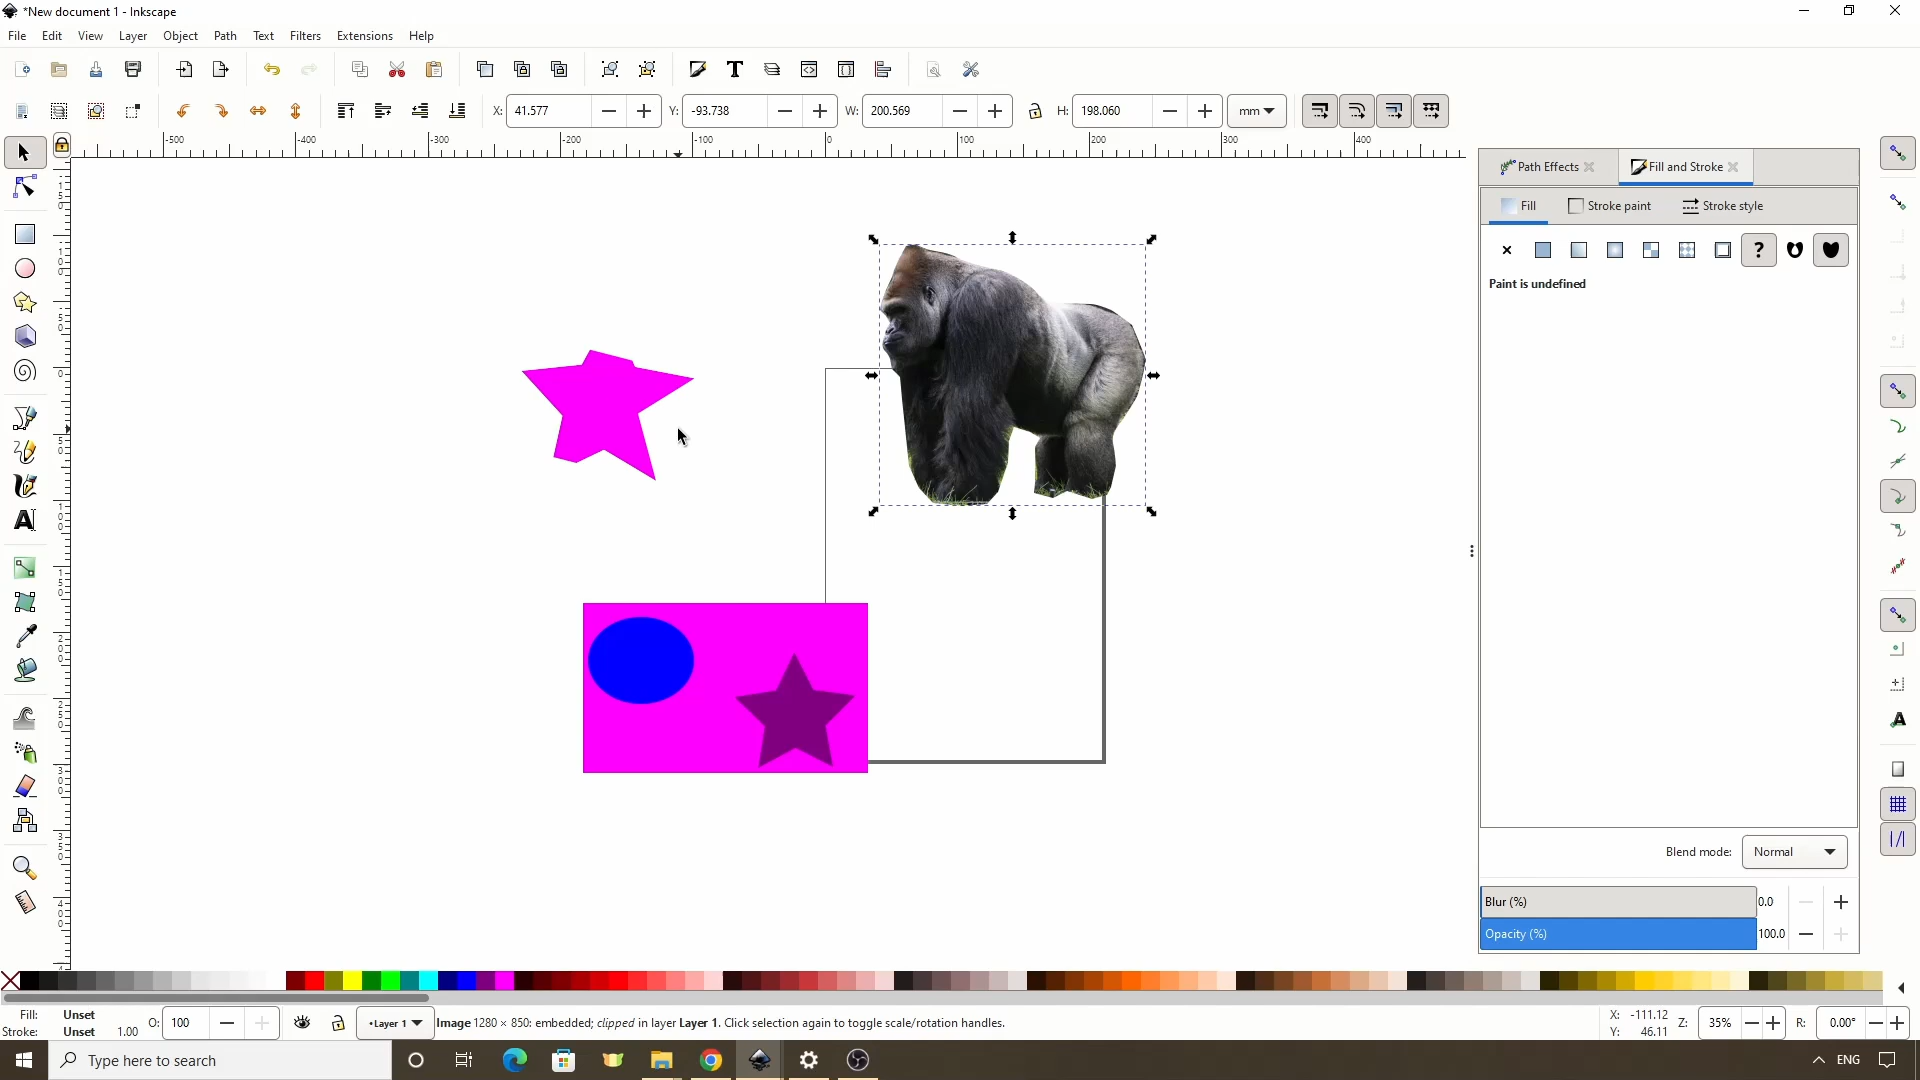 *New document 1 - Inkscape
File Edit View Layer Object Path Text Filters Extensions Help
X: 41.577 Y: -93.738 W: 200.569 H: 198.060 mm
-500 -400 -300 -200 -100 0 100 200 300 400
Path Effects Fill and Stroke
Fill Stroke paint Stroke style
Paint is undefined
Blend mode: Normal
Blur (%) 0.0
Opacity (%) 100.0
Fill: Unset
Stroke: Unset 1.00 O: 100 •Layer 1 Image 1280 × 850: embedded; clipped in layer Layer 1. Click selection again to toggle scale/rotation handles.
X: -111.12
Y: 46.11
Z: 35% R: 0.00°
Type here to search
ENG